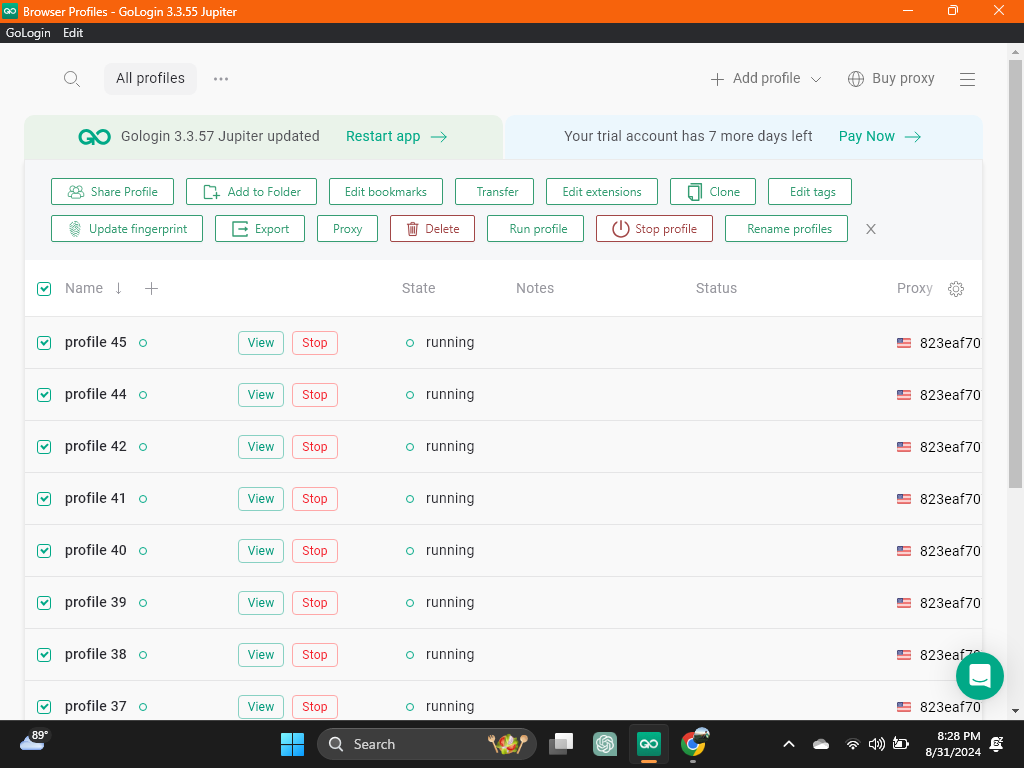 GO Browser Profiles - GoLogin 3.3.55 Jupiter
GoLogin Edit
All profiles ··· Add profile Buy proxy
Gologin 3.3.57 Jupiter updated Restart app → Your trial account has 7 more days left Pay Now →
Share Profile Add to Folder Edit bookmarks Transfer Edit extensions Clone Edit tags
Update fingerprint Export Proxy Delete Run profile Stop profile Rename profiles X
Name ↓ + State Notes Status Proxy
profile 45 View Stop running 823eaf70
profile 44 View Stop running 823eaf70
profile 42 View Stop running 823eaf70
profile 41 View Stop running 823eaf70
profile 40 View Stop running 823eaf70
profile 39 View Stop running 823eaf70
profile 38 View Stop running 823eaf70
profile 37 View Stop running 823eaf70
89° Search GO 8:28 PM
8/31/2024